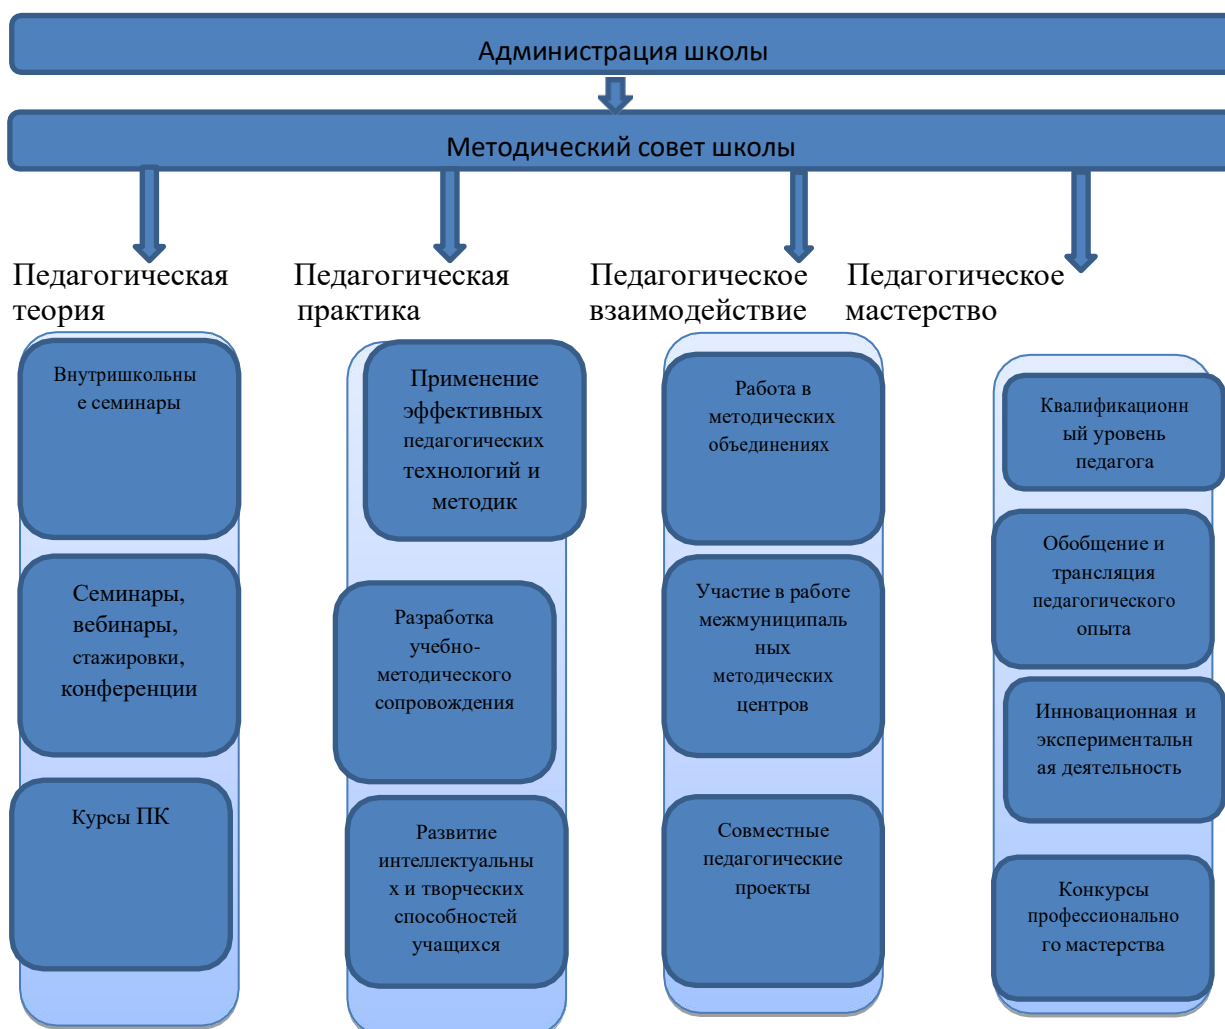 Администрация школы
Методический совет школы
Педагогическая
теория
Педагогическая
практика
Педагогическое
взаимодействие
Педагогическое
мастерство
Внутришкольны
е семинары
Семинары,
вебинары,
стажировки,
конференции
Курсы ПК
Применение
эффективных
педагогических
технологий и
методик
Разработка
учебно-
методического
сопровождения
Развитие
интеллектуальны
х и творческих
способностей
учащихся
Работа в
методических
объединениях
Участие в работе
межмуниципаль
ных
методических
центров
Совместные
педагогические
проекты
Квалификационн
ый уровень
педагога
Обобщение и
трансляция
педагогического
опыта
Инновационная и
экспериментальн
ая деятельность
Конкурсы
профессионально
го мастерства